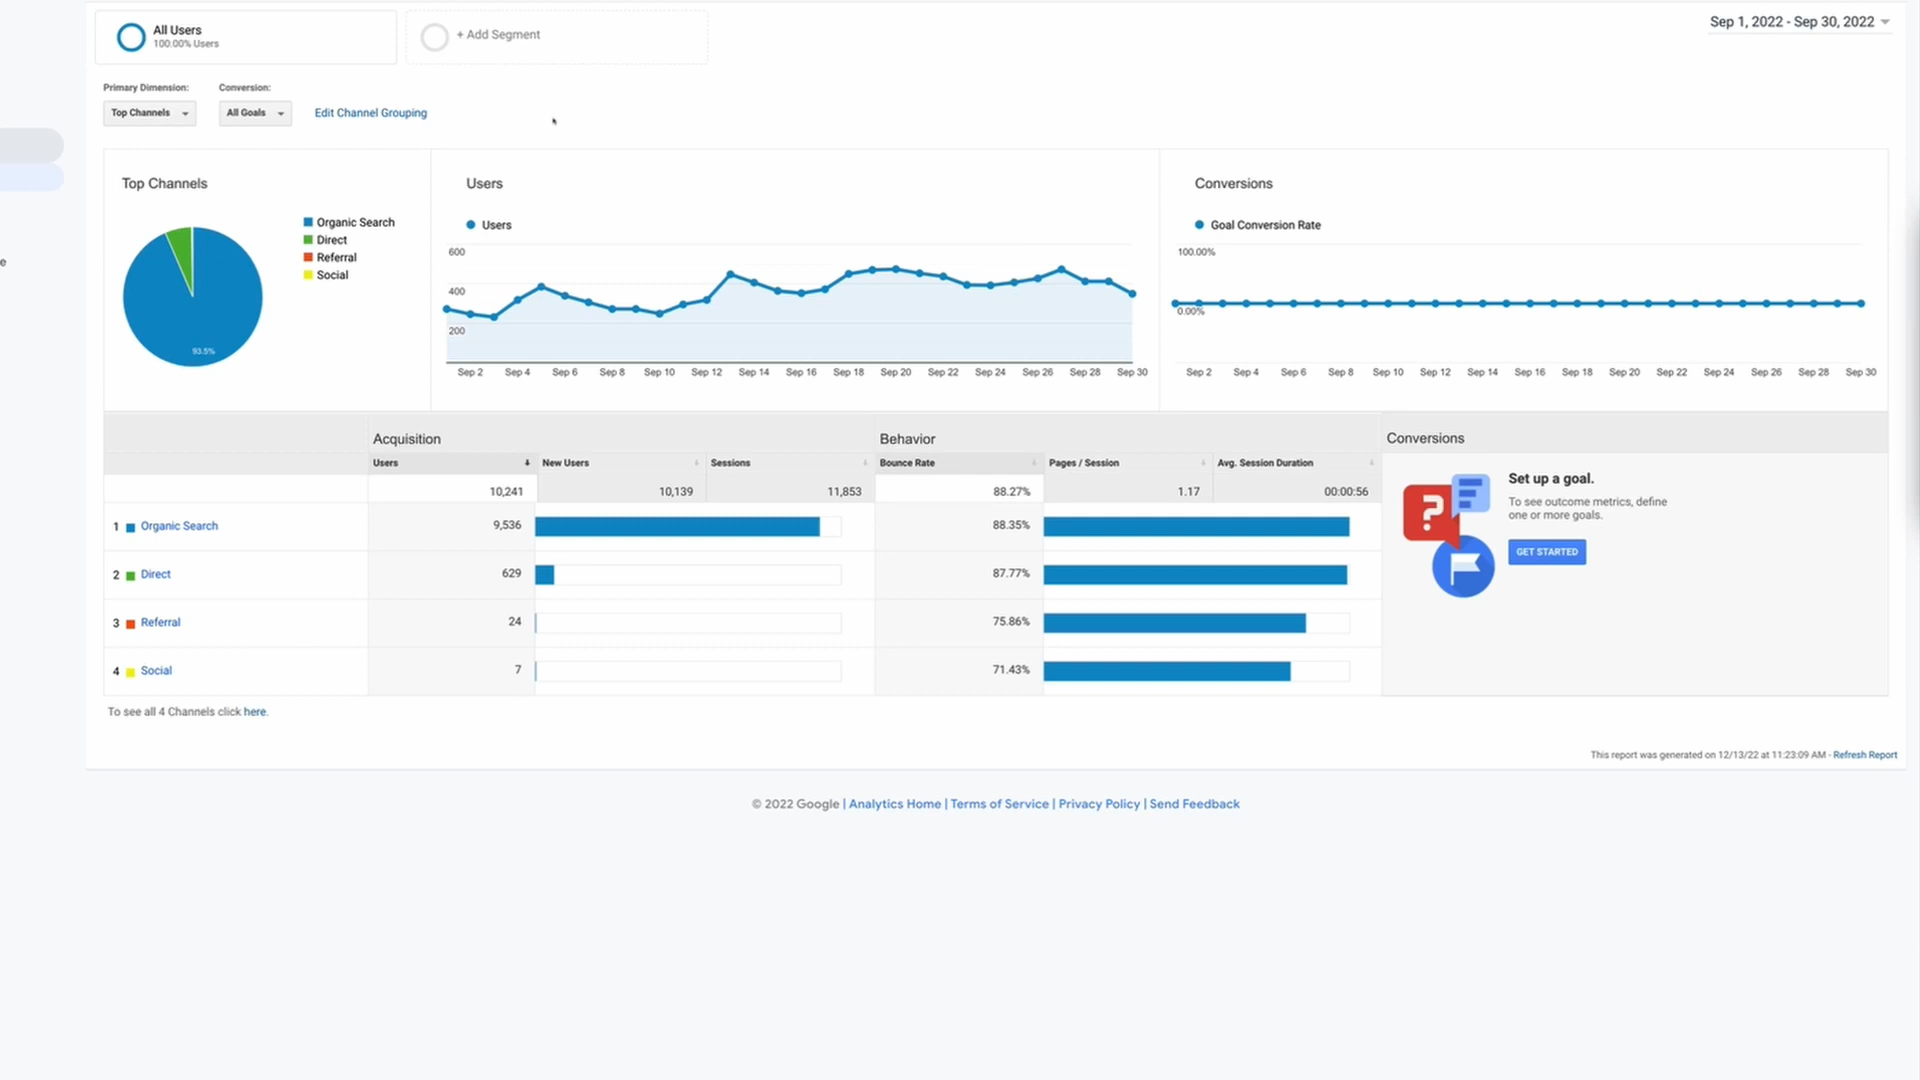 All Users
100.00% Users
+ Add Segment
Sep 1, 2022 - Sep 30, 2022
Primary Dimension:
Conversion:
Top Channels
All Goals
Edit Channel Grouping
Top Channels
Organic Search
Direct
Referral
Social
93.5%
Users
Users
600
400
200
Sep 2 Sep 4 Sep 6 Sep 8 Sep 10 Sep 12 Sep 14 Sep 16 Sep 18 Sep 20 Sep 22 Sep 24 Sep 26 Sep 28 Sep 30
Conversions
Goal Conversion Rate
100.00%
0.00%
Sep 2 Sep 4 Sep 6 Sep 8 Sep 10 Sep 12 Sep 14 Sep 16 Sep 18 Sep 20 Sep 22 Sep 24 Sep 26 Sep 28 Sep 30
e
Acquisition Behavior Conversions
Users New Users Sessions Bounce Rate Pages / Session Avg. Session Duration
10,241 10,139 11,853 88.27% 1.17 00:00:56
1 Organic Search 9,536 88.35%
2 Direct 629 87.77%
3 Referral 24 75.86%
4 Social 7 71.43%
Set up a goal.
To see outcome metrics, define
one or more goals.
GET STARTED
?
To see all 4 Channels click here.
This report was generated on 12/13/22 at 11:23:09 AM - Refresh Report
© 2022 Google | Analytics Home | Terms of Service | Privacy Policy | Send Feedback